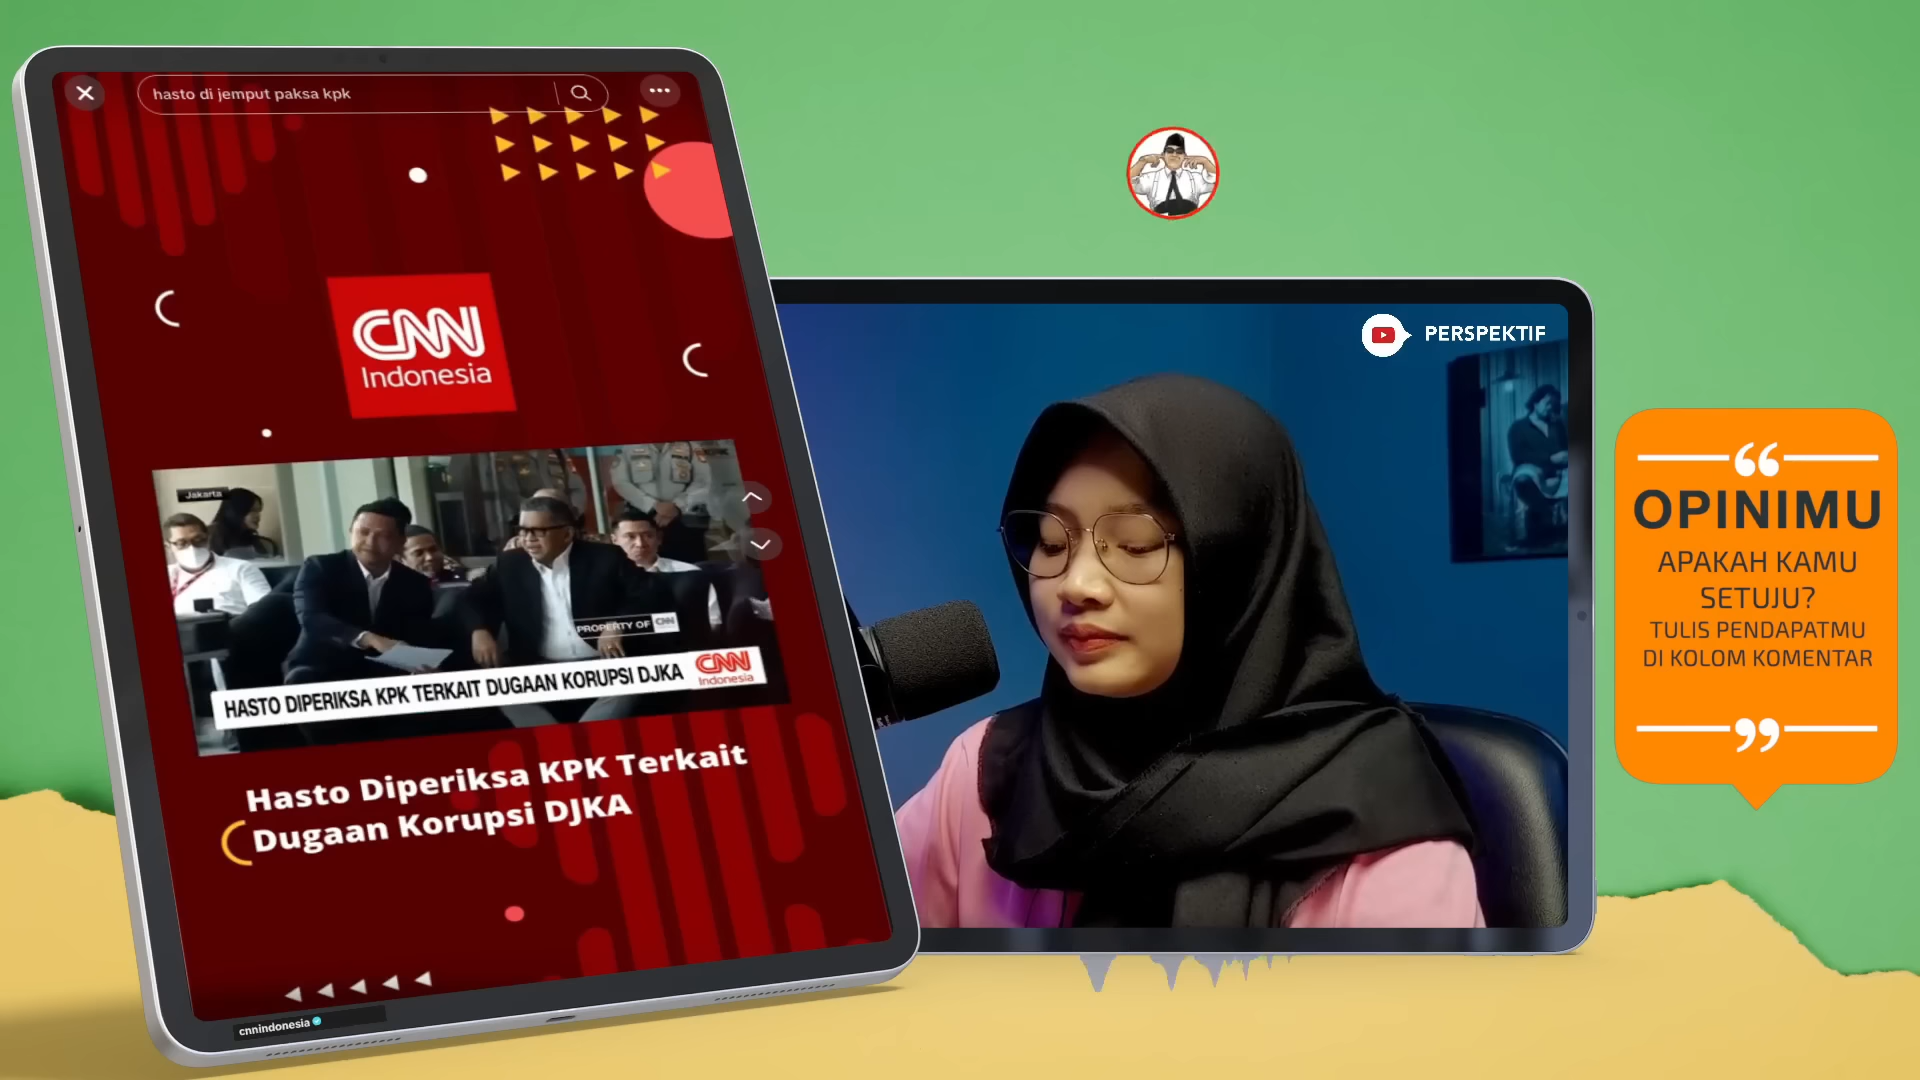 hasto di jemput paksa kpk
CNN
Indonesia
Jakarta
PROPERTY OF CNN
HASTO DIPERIKSA KPK TERKAIT DUGAAN KORUPSI DJKA
CNN
Indonesia
Hasto Diperiksa KPK Terkait
Dugaan Korupsi DJKA
cnnindonesia
PERSPEKTIF
“
OPINIMU
APAKAH KAMU
SETUJU?
TULIS PENDAPATMU
DI KOLOM KOMENTAR
”